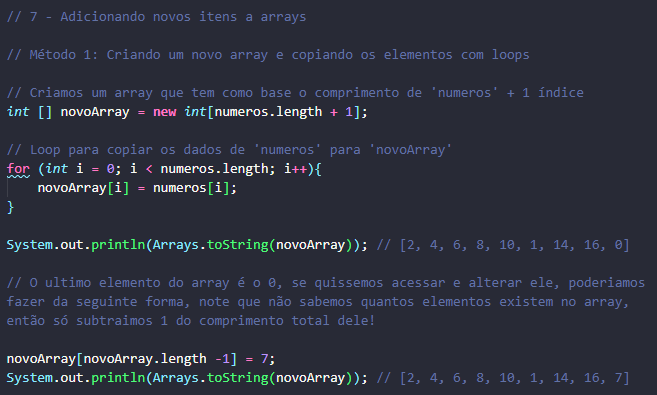 // 7 - Adicionando novos itens a arrays
// Método 1: Criando um novo array e copiando os elementos com loops
// Criamos um array que tem como base o comprimento de 'numeros' + 1 índice
int [] novoArray = new int[numeros.length + 1];
// Loop para copiar os dados de 'numeros' para 'novoArray'
for (int i = 0; i < numeros.length; i++){
novoArray[i] = numeros[i];
}
System.out.println(Arrays.toString(novoArray)); // [2, 4, 6, 8, 10, 1, 14, 16, 0]
// O ultimo elemento do array é o 0, se quissemos acessar e alterar ele, poderiamos
fazer da seguinte forma, note que não sabemos quantos elementos existem no array,
então só subtraimos 1 do comprimento total dele!
novoArray[novoArray.length -1] = 7;
System.out.println(Arrays.toString(novoArray)); // [2, 4, 6, 8, 10, 1, 14, 16, 7]